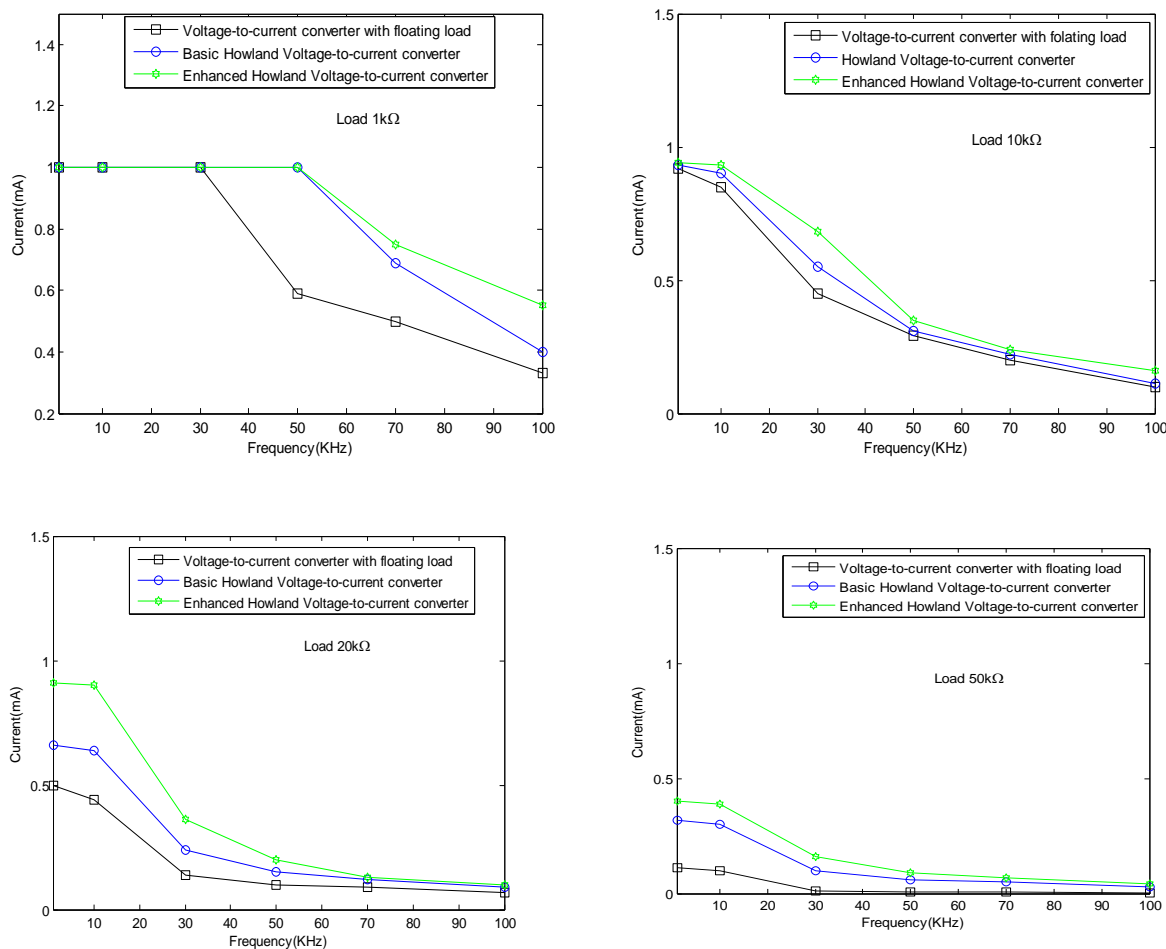 1.4
1.2
1
0.8
0.6
0.4
0.2
Current(mA)
Voltage-to-current converter with floating load
Basic Howland Voltage-to-current converter
Enhanced Howland Voltage-to-current converter
Load 1kΩ
10 20 30 40 50 60 70 80 90 100
Frequency(KHz)
1.5
1
0.5
0
Current(mA)
Voltage-to-current converter with folating load
Howland Voltage-to-current converter
Enhanced Howland Voltage-to-current converter
Load 10kΩ
10 20 30 40 50 60 70 80 90 100
Frequency(KHz)
1.5
1
0.5
0
Current(mA)
Voltage-to-current converter with floating load
Basic Howland Voltage-to-current converter
Enhanced Howland Voltage-to-current converter
Load 20kΩ
10 20 30 40 50 60 70 80 90 100
Frequency(KHz)
1.5
1
0.5
0
Current(mA)
Voltage-to-current converter with floating load
Basic Howland Voltage-to-current converter
Enhanced Howland Voltage-to-current converter
Load 50kΩ
10 20 30 40 50 60 70 80 90 100
Frequency(KHz)